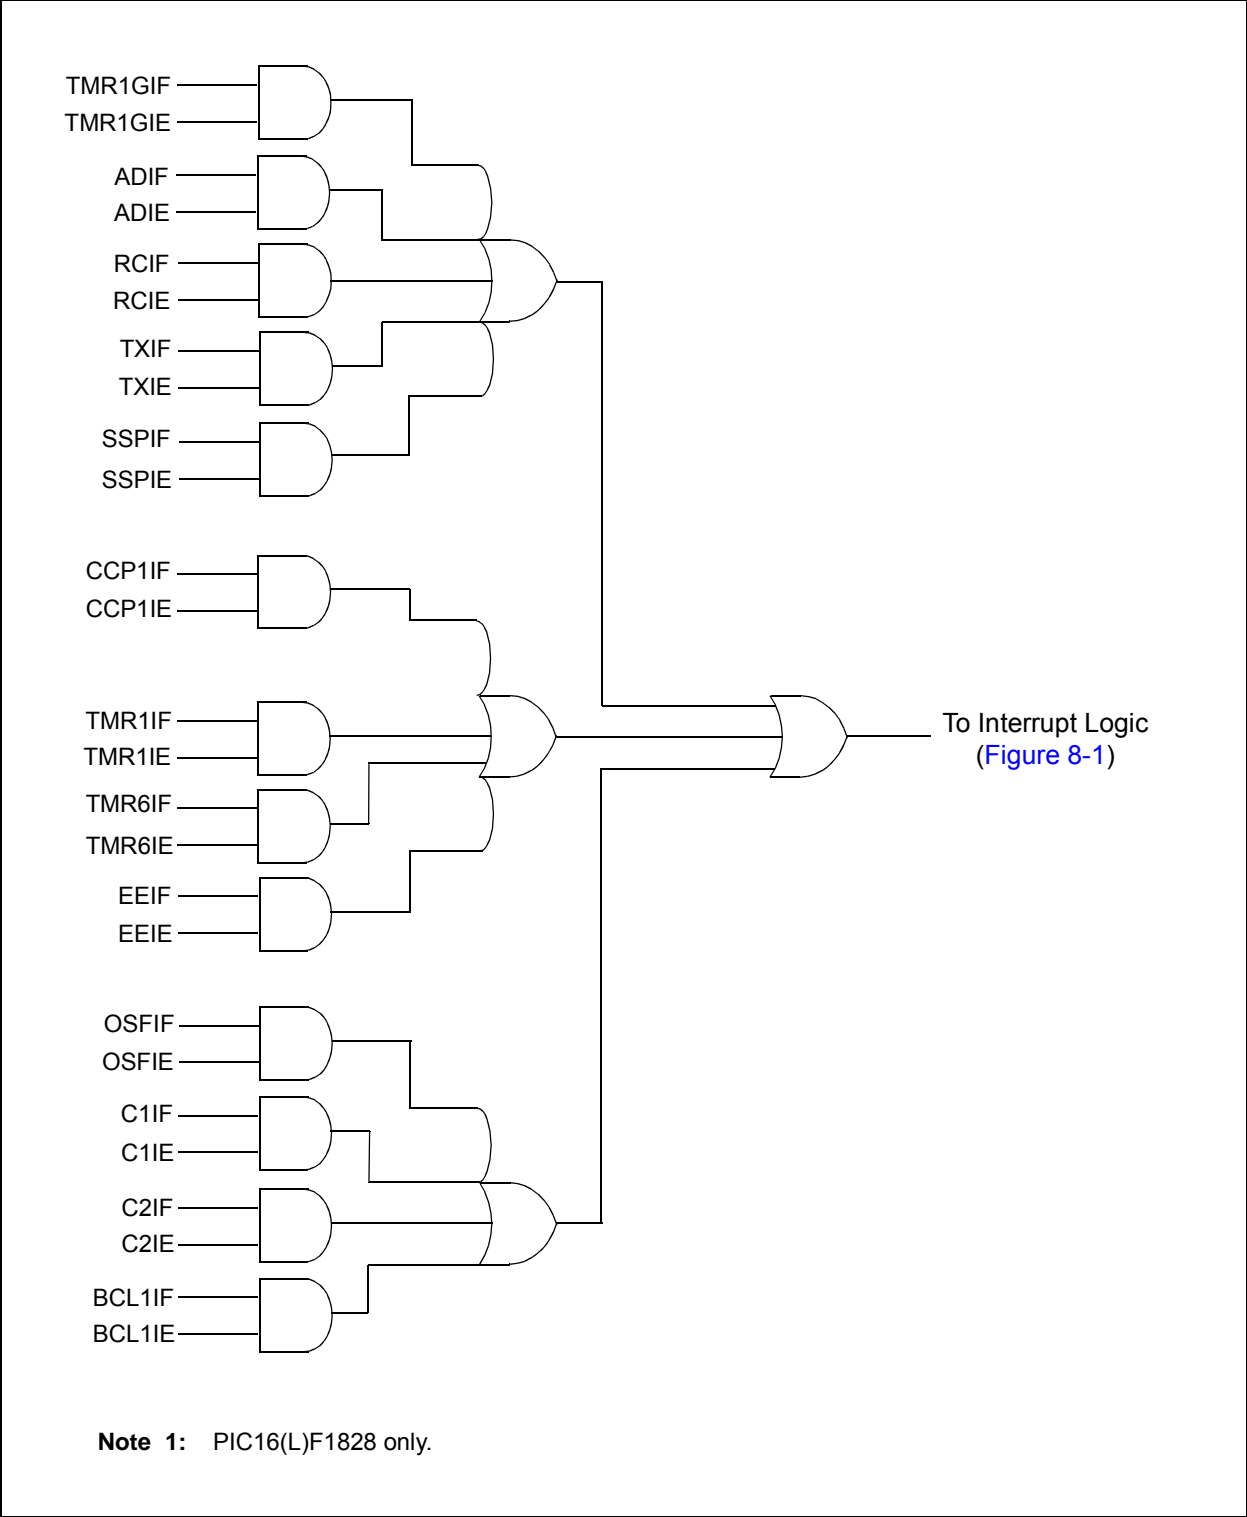 TMR1GIF
TMR1GIE
ADIF
ADIE
RCIF
RCIE
TXIF
TXIE
SSPIF
SSPIE
CCP1IF
CCP1IE
TMR1IF
TMR1IE
TMR6IF
TMR6IE
EEIF
EEIE
To Interrupt Logic
(Figure 8-1)
OSFIF
OSFIE
C1IF
C1IE
C2IF
C2IE
BCL1IF
BCL1IE
Note 1: PIC16(L)F1828 only.